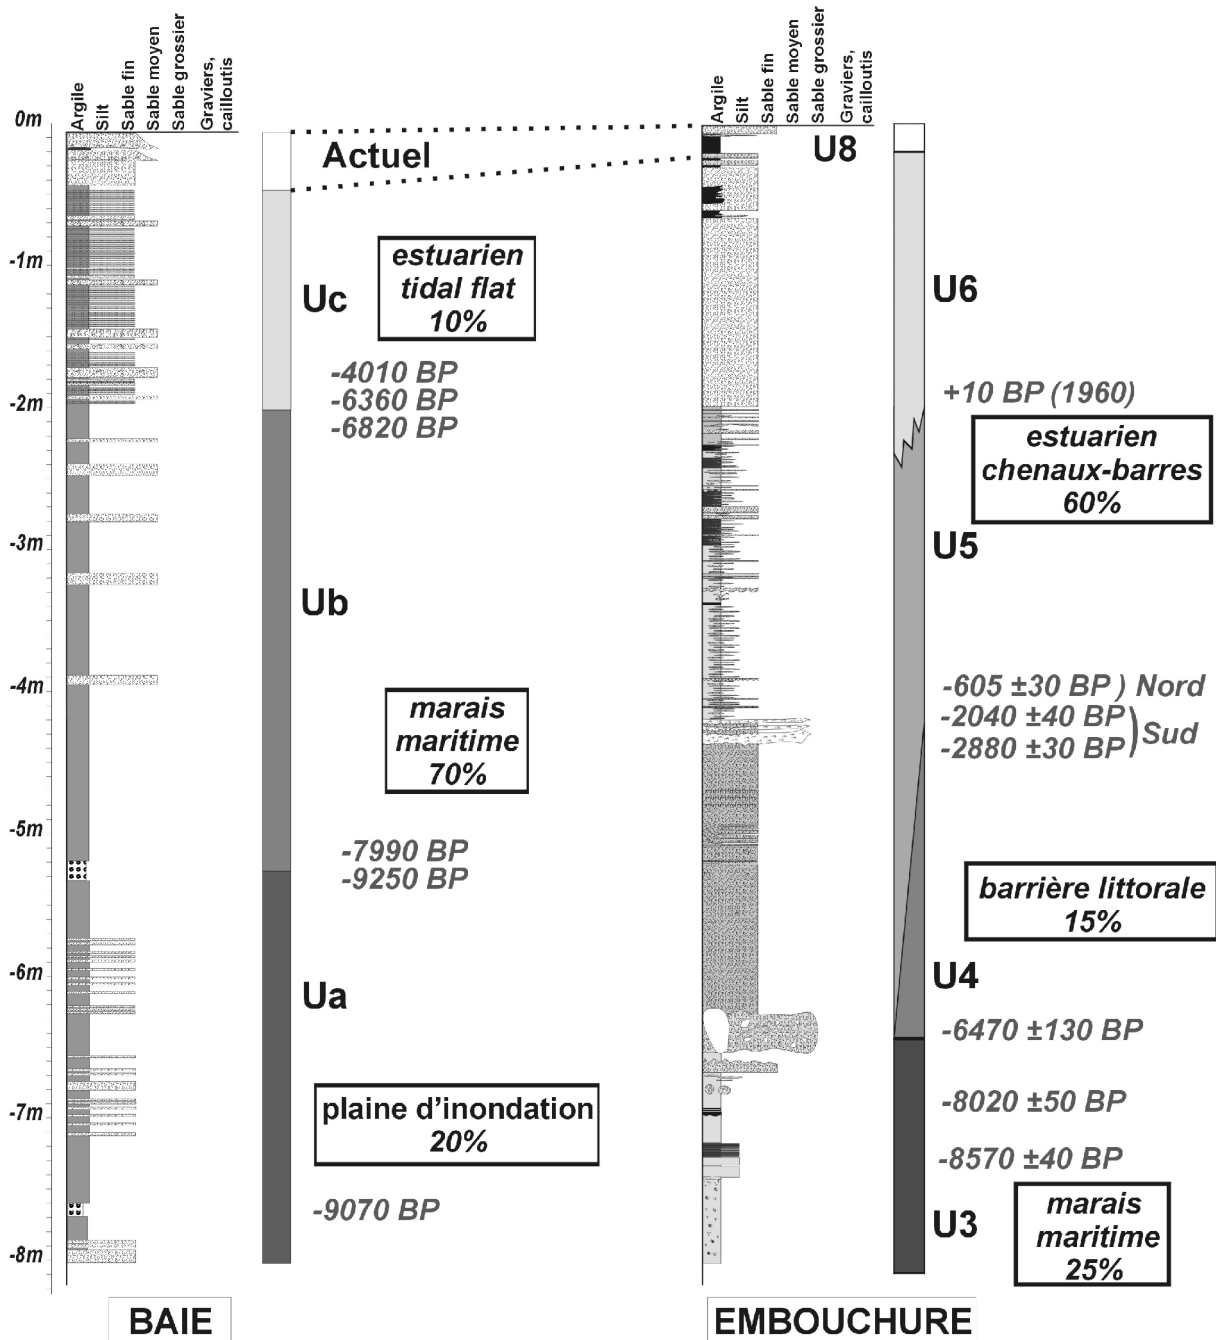 Argile
Silt
Sable fin
Sable moyen
Sable grossier
Graviers,
cailloutis
0m
-1m
-2m
-3m
-4m
-5m
-6m
-7m
-8m
Actuel
Uc
estuarien
tidal flat
10%
-4010 BP
-6360 BP
-6820 BP
Ub
marais
maritime
70%
-7990 BP
-9250 BP
Ua
plaine d'inondation
20%
-9070 BP
BAIE
Argile
Silt
Sable fin
Sable moyen
Sable grossier
Graviers,
cailloutis
U8
U6
+10 BP (1960)
estuarien
chenaux-barres
60%
U5
-605 ±30 BP ) Nord
-2040 ±40 BP
-2880 ±30 BP ) Sud
barrière littorale
15%
U4
-6470 ±130 BP
-8020 ±50 BP
-8570 ±40 BP
U3
marais
maritime
25%
EMBOUCHURE